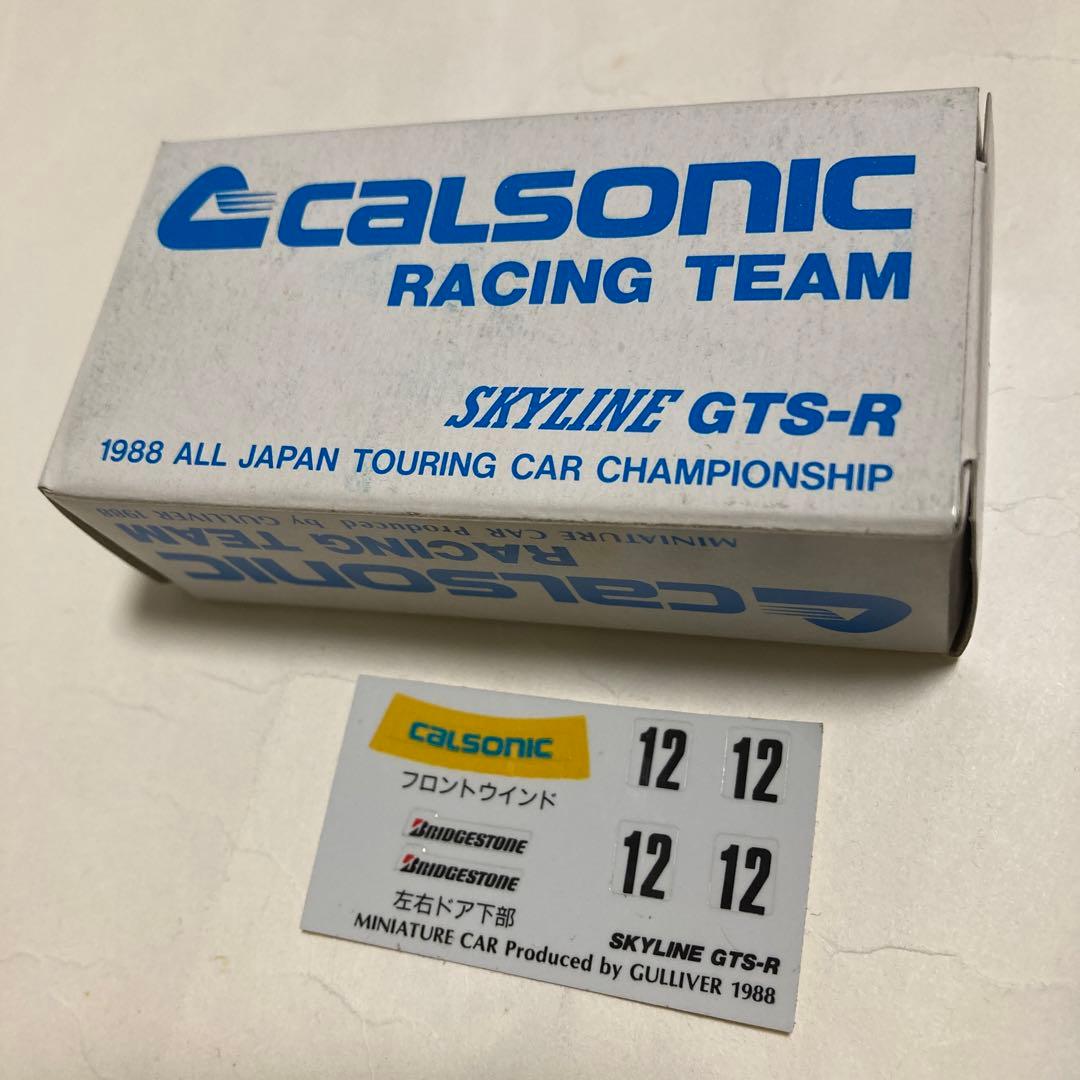 CALSONIC
RACING TEAM
SKYLINE GTS-R
1988 ALL JAPAN TOURING CAR CHAMPIONSHIP
MINIATURE CAR Produced by GULLIVER 1988
CALSONIC
RACING TEAM
CALSONIC
フロントウインド
BRIDGESTONE
BRIDGESTONE
左右ドア下部
12 12
12 12
SKYLINE GTS-R
MINIATURE CAR Produced by GULLIVER 1988